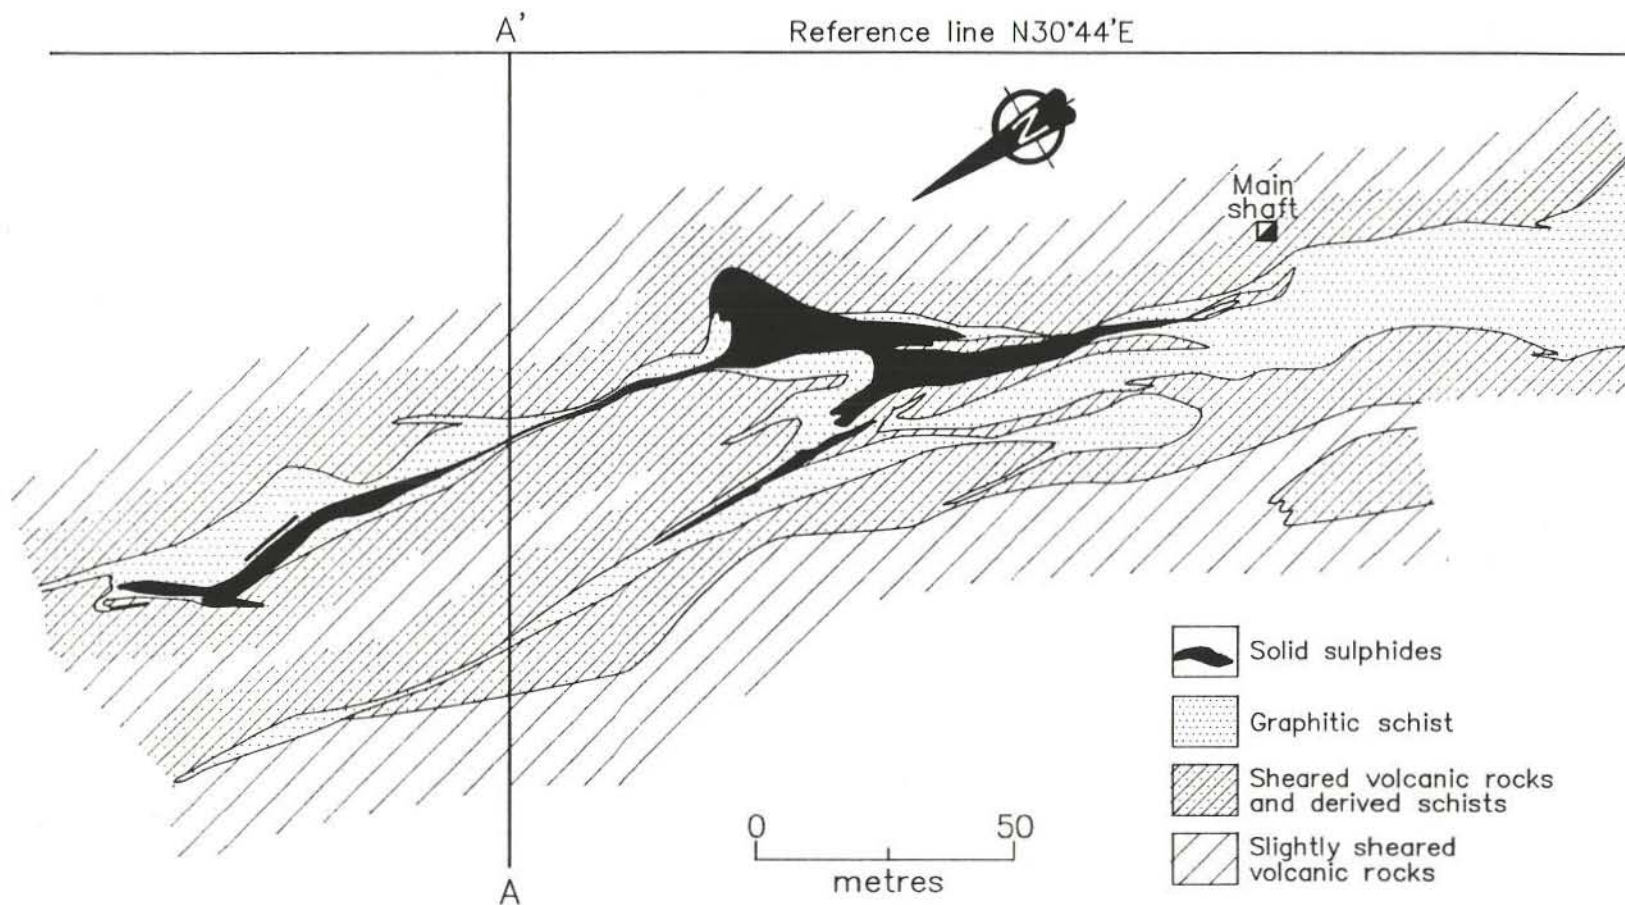 A'
Reference line N30°44'E
N
Main
shaft
Solid sulphides
Graphitic schist
Sheared volcanic rocks
and derived schists
Slightly sheared
volcanic rocks
0 50
metres
A